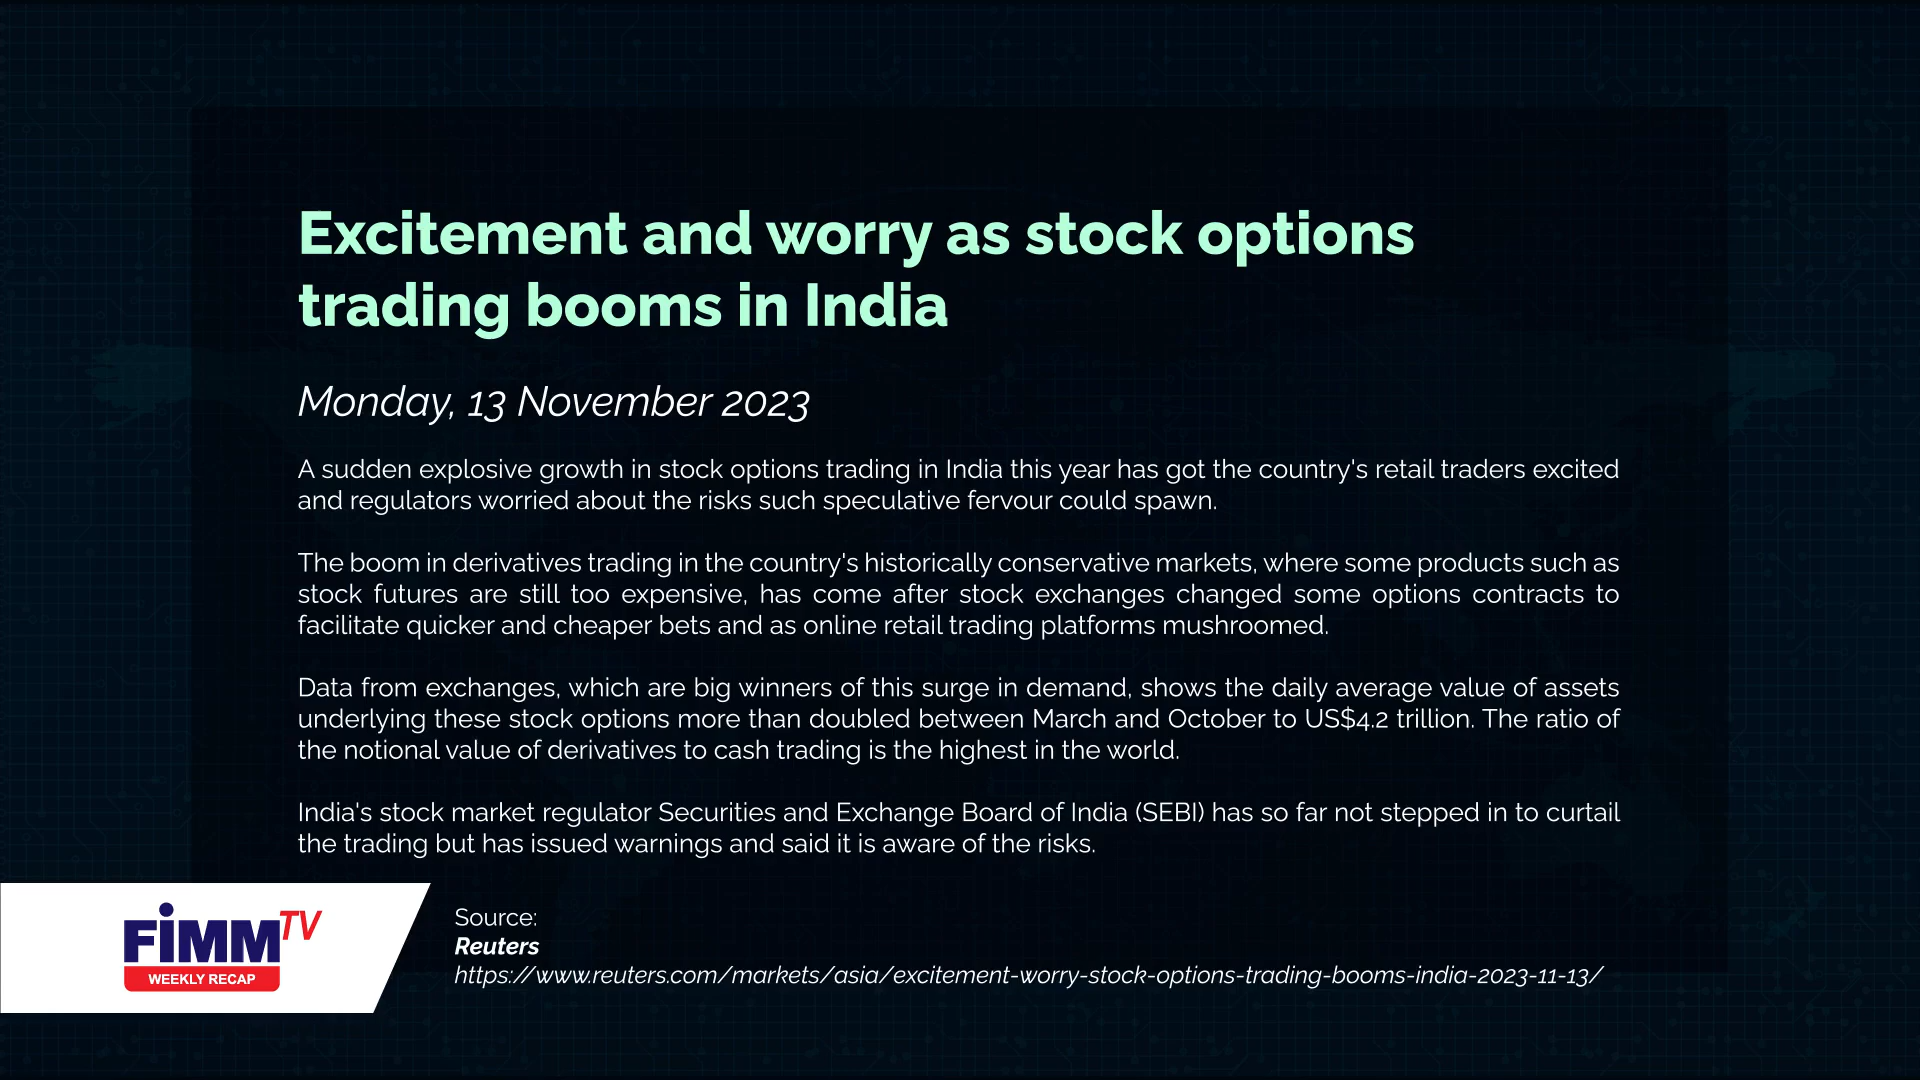 Excitement and worry as stock options
trading booms in India
Monday, 13 November 2023
A sudden explosive growth in stock options trading in India this year has got the country's retail traders excited
and regulators worried about the risks such speculative fervour could spawn.
The boom in derivatives trading in the country's historically conservative markets, where some products such as
stock futures are still too expensive, has come after stock exchanges changed some options contracts to
facilitate quicker and cheaper bets and as online retail trading platforms mushroomed.
Data from exchanges, which are big winners of this surge in demand, shows the daily average value of assets
underlying these stock options more than doubled between March and October to US$4.2 trillion. The ratio of
the notional value of derivatives to cash trading is the highest in the world.
India's stock market regulator Securities and Exchange Board of India (SEBI) has so far not stepped in to curtail
the trading but has issued warnings and said it is aware of the risks.
FiMM TV
WEEKLY RECAP
Source:
Reuters
https://www.reuters.com/markets/asia/excitement-worry-stock-options-trading-booms-india-2023-11-13/